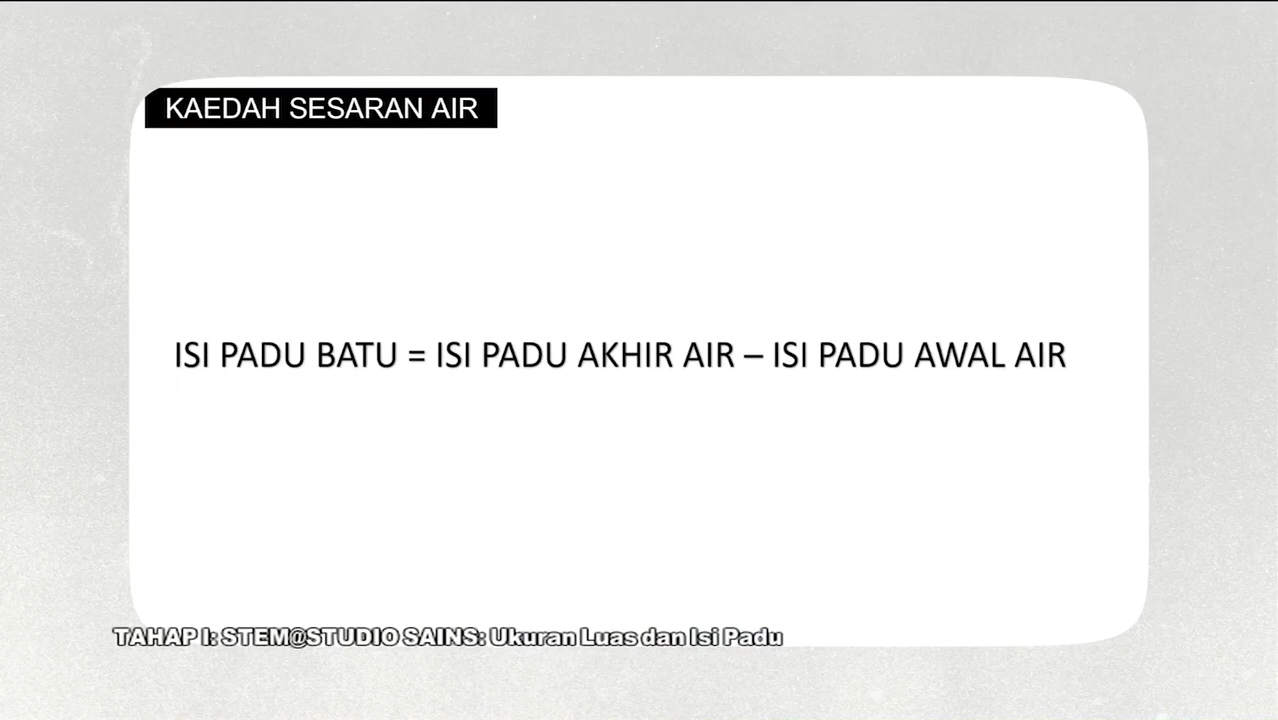 KAEDAH SESARAN AIR
ISI PADU BATU = ISI PADU AKHIR AIR – ISI PADU AWAL AIR
TAHAP I: STEM@STUDIO SAINS: Ukuran Luas dan Isi Padu